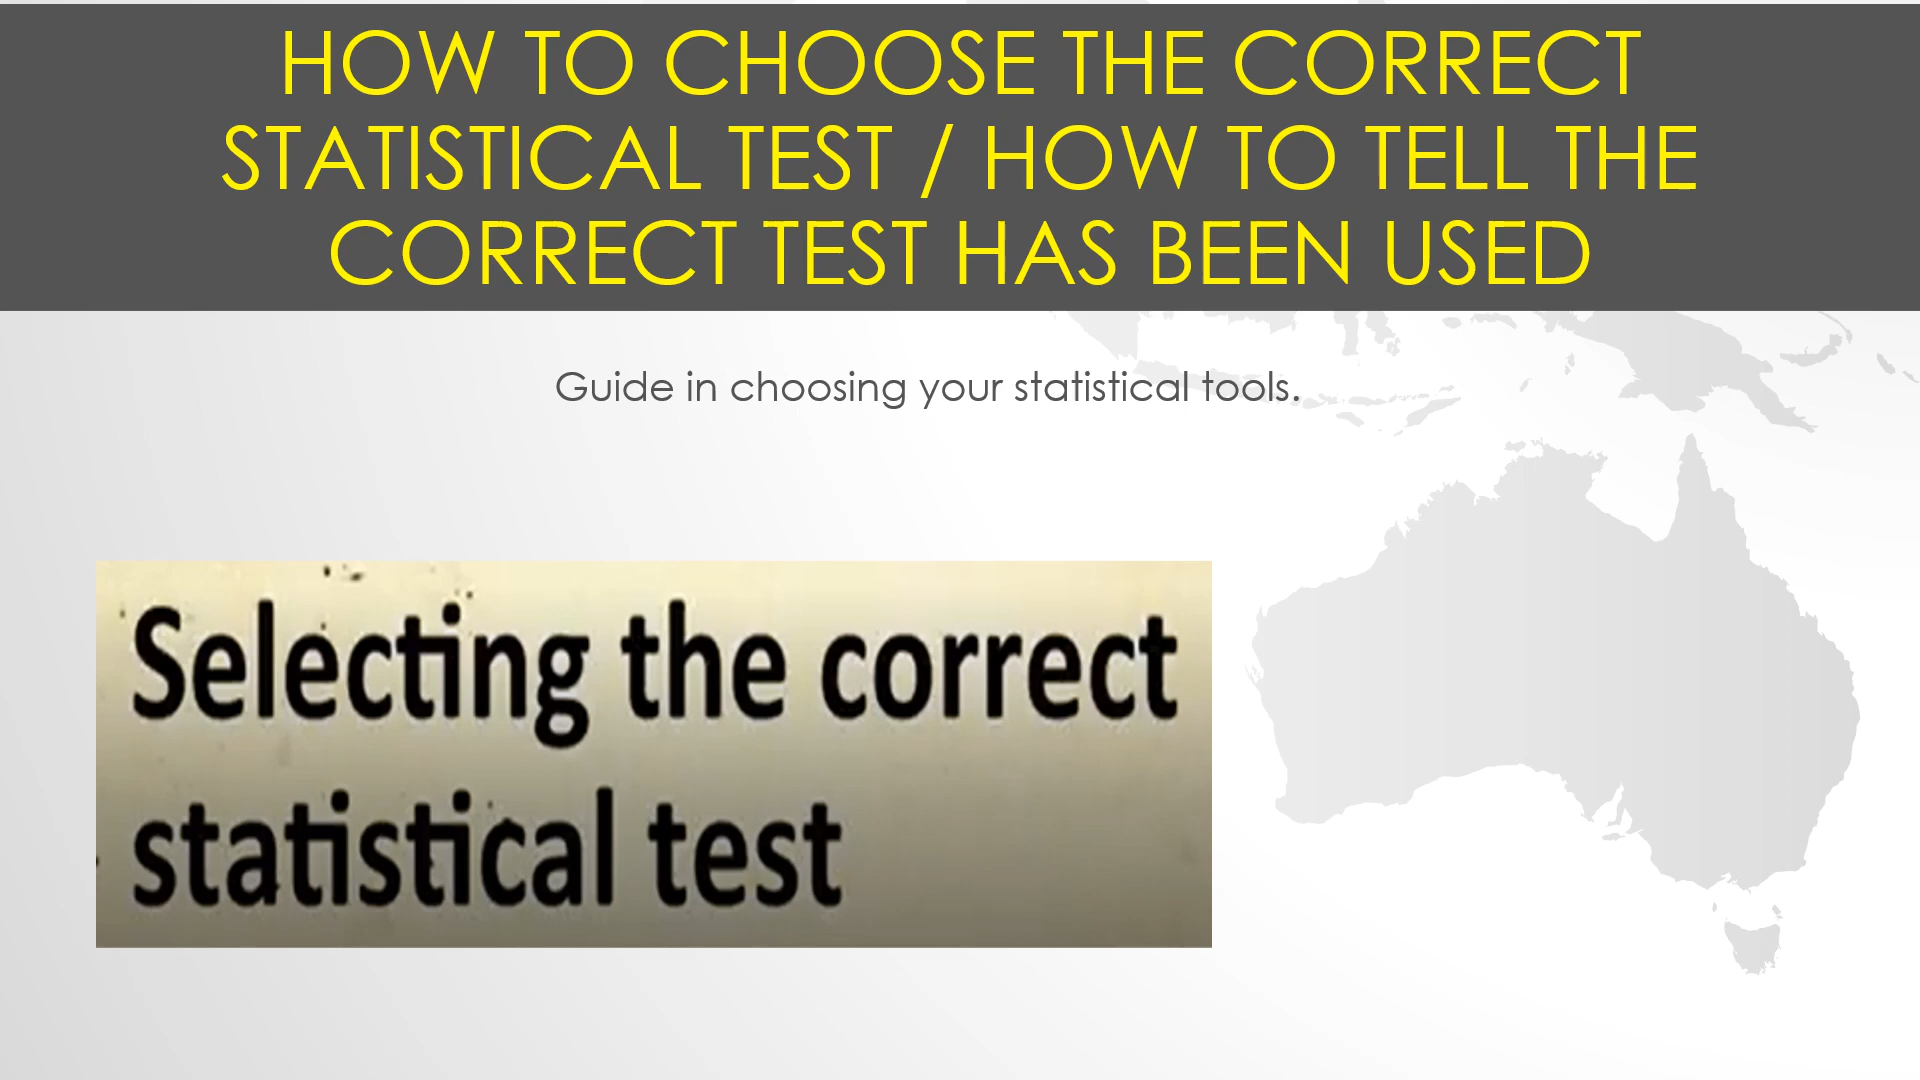 HOW TO CHOOSE THE CORRECT
STATISTICAL TEST / HOW TO TELL THE
CORRECT TEST HAS BEEN USED
Guide in choosing your statistical tools.
Selecting the correct
statistical test